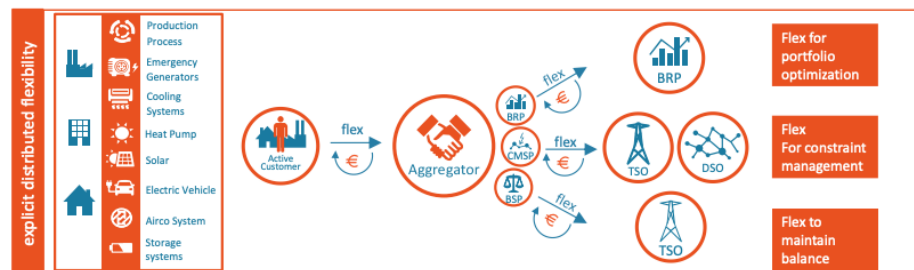 explicit distributed flexibility
Production
Process
Emergency
Generators
Cooling
Systems
Heat Pump
Solar
Electric Vehicle
Airco System
Storage
systems
Active
Customer
flex
€
Aggregator
BRP
CMSP
BSP
flex
€
flex
€
flex
€
BRP
TSO
DSO
TSO
Flex for
portfolio
optimization
Flex
For constraint
management
Flex to
maintain
balance